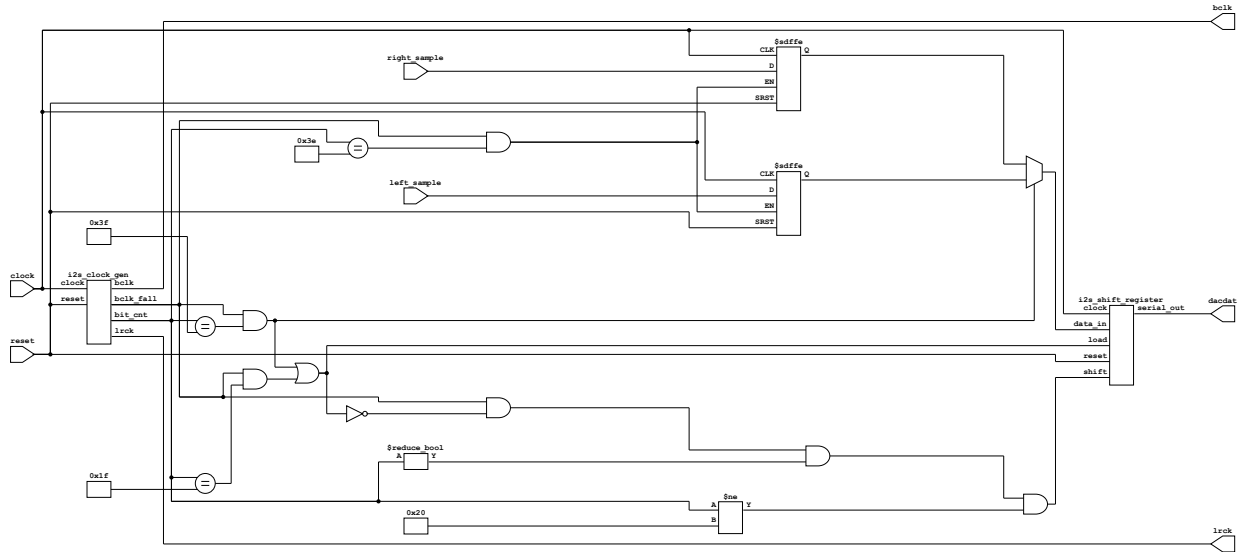 bclk
$sdffe
CLK
Q
right_sample
D
EN
SRST
0x3e
=
$sdffe
CLK
Q
left_sample
D
EN
SRST
0x3f
=
clock
i2s_clock_gen
clock
bclk
reset
bclk_fall
bit_cnt
lrck
reset
i2s_shift_register
clock
serial_out
dacdat
data_in
load
reset
shift
$reduce_bool
A
Y
0x1f
=
$ne
A
Y
0x20
B
lrck